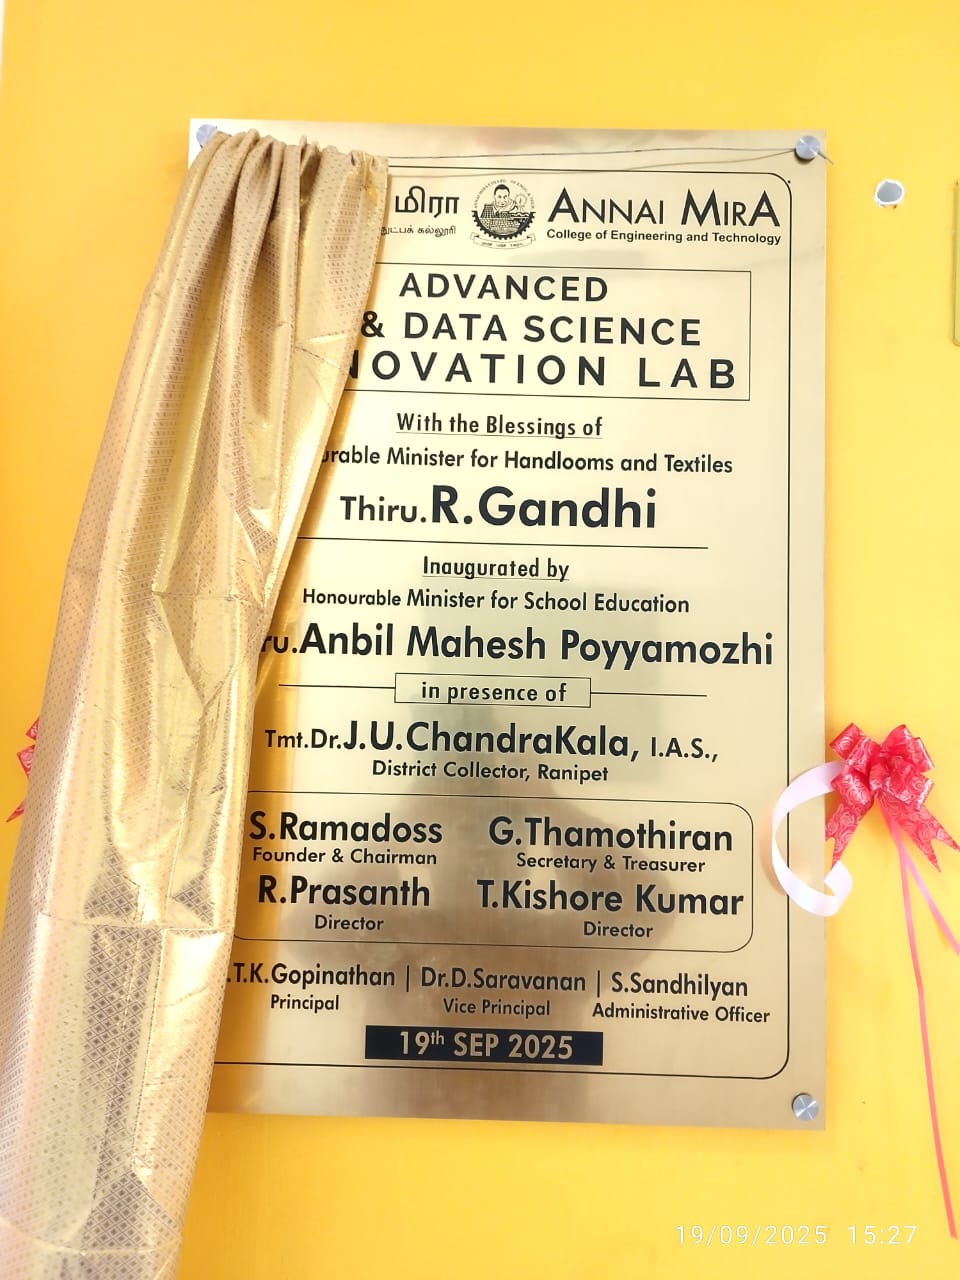 மிரா
ANNAI MIRA
நுட்பக் கல்லூரி
College of Engineering and Technology
ADVANCED
& DATA SCIENCE
NOVATION LAB
With the Blessings of
urable Minister for Handlooms and Textiles
Thiru.R.Gandhi
Inaugurated by
Honourable Minister for School Education
ru.Anbil Mahesh Poyyamozhi
in presence of
Tmt.Dr.J.U.ChandraKala, I.A.S.,
District Collector, Ranipet
S.Ramadoss G.Thamothiran
Founder & Chairman Secretary & Treasurer
R.Prasanth T.Kishore Kumar
Director Director
.T.K.Gopinathan | Dr.D.Saravanan | S.Sandhilyan
Principal Vice Principal Administrative Officer
19th SEP 2025
19/09/2025 15:27